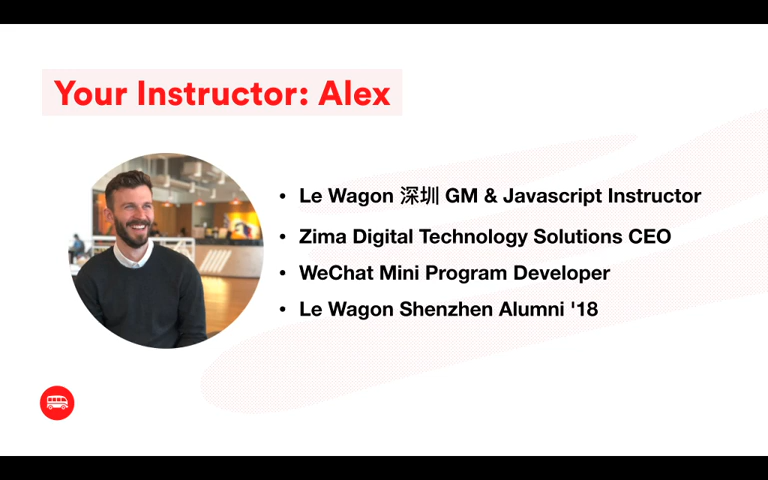 Your Instructor: Alex
• Le Wagon 深圳 GM & Javascript Instructor
• Zima Digital Technology Solutions CEO
• WeChat Mini Program Developer
• Le Wagon Shenzhen Alumni '18